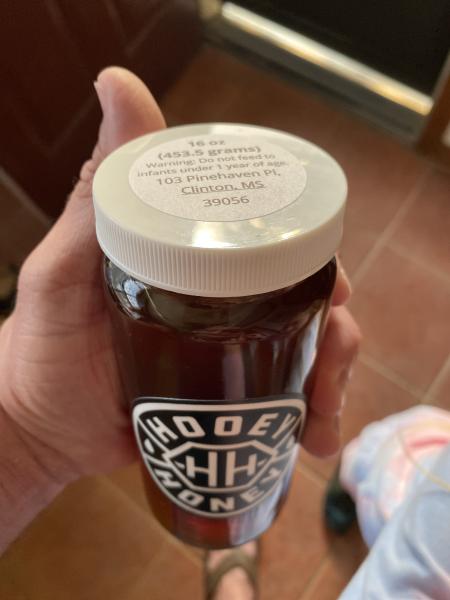 16 oz
(453.5 grams)
Warning: Do not feed to
infants under 1 year of age.
103 Pinehaven Pl.
Clinton, MS
39056
HOOEY
HH
HONEY